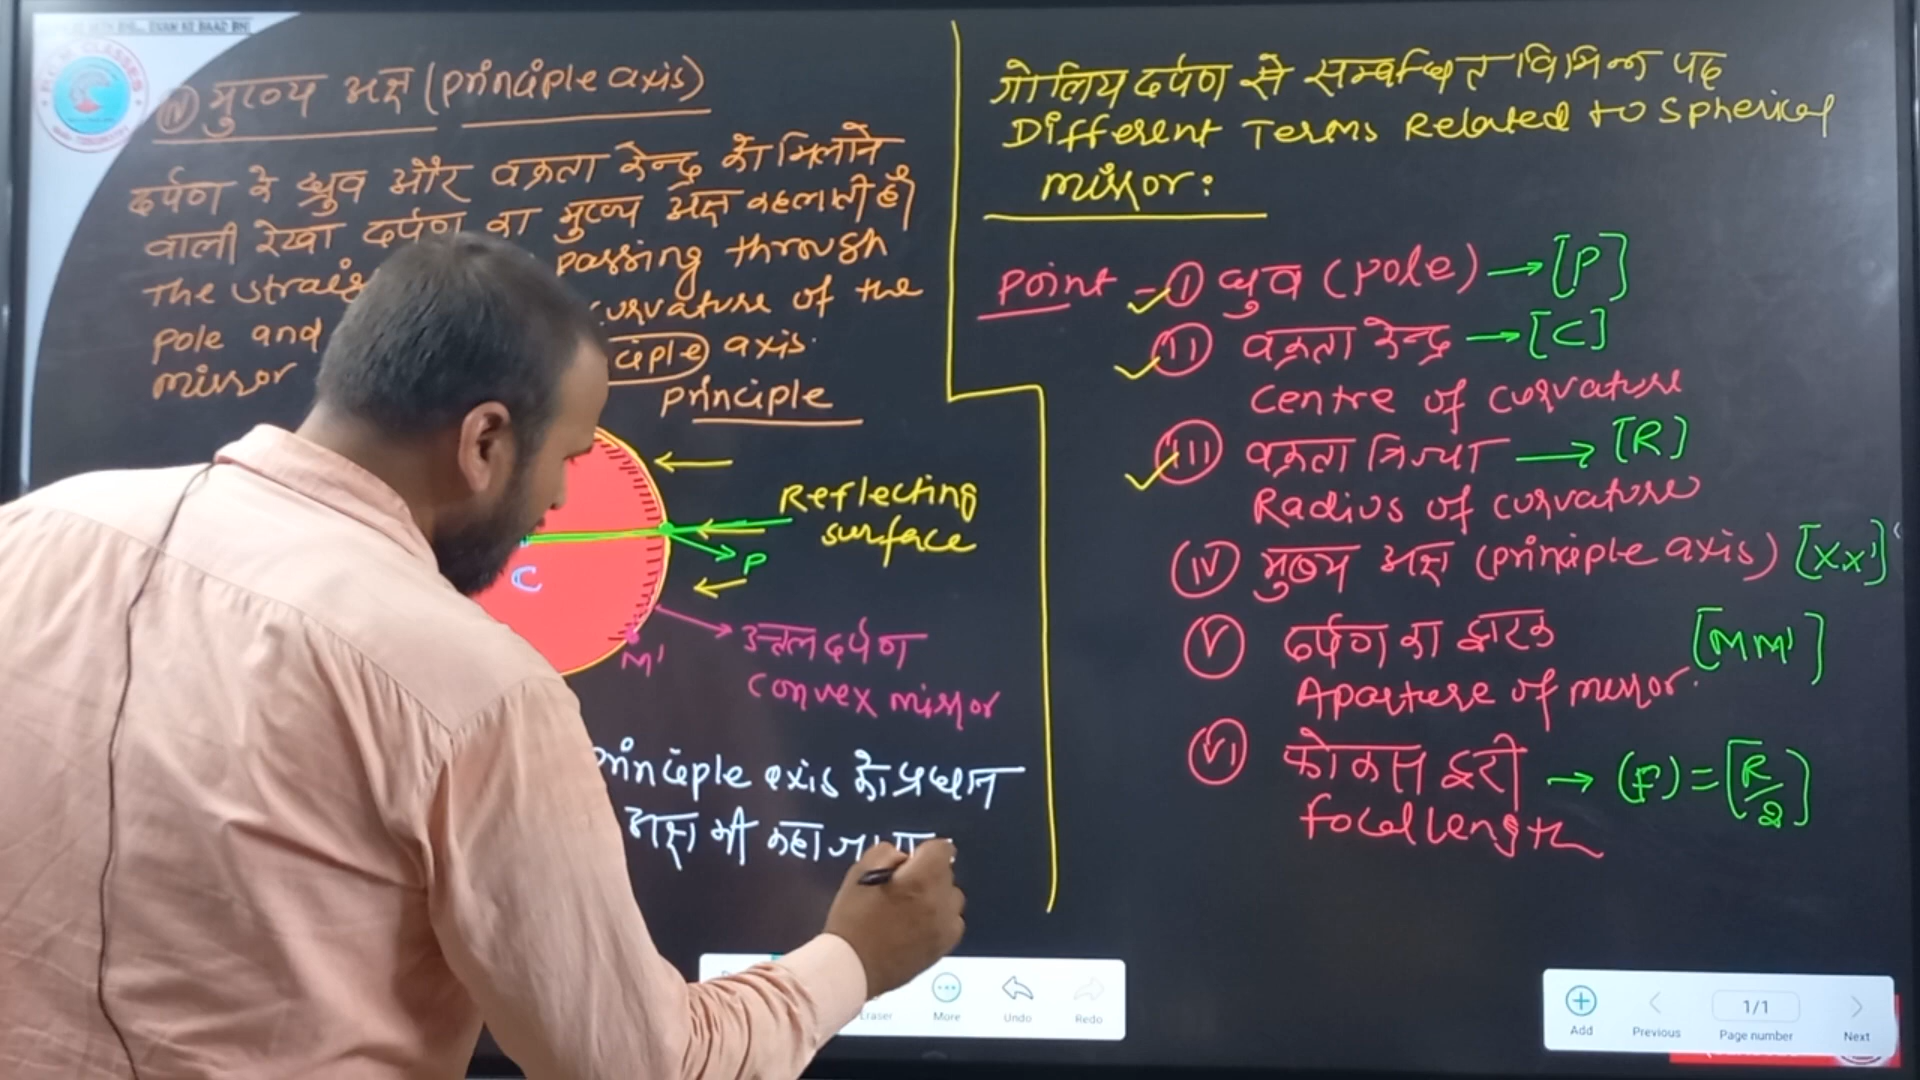 (iv) मुख्य अक्ष (principle axis)
दर्पण के ध्रुव और वक्रता केन्द्र को मिलाने
वाली रेखा दर्पण का मुख्य अक्ष कहलाती है।
The straig passing through
pole and curvature of the
mirror ciple axis.
principle
Reflecting
surface
P
C
M'
उत्तल दर्पण
convex mirror
principle axis को प्रधान
अक्ष भी कहा
गोलिय दर्पण से सम्बन्धित विभिन्न पद
Different Terms Related to spherical
mirror:
Point - (I) ध्रुव (pole) → [P]
(II) वक्रता केन्द्र → [C]
centre of curvature
(III) वक्रता त्रिज्या → [R]
Radius of curvature
(IV) मुख्य अक्ष (principle axis) [XX']
(V) दर्पण का द्वारक [MM']
Aparture of mirror.
(VI) फोकस दूरी → (F) = [R/2]
focal length
Eraser More Undo Redo
Add Previous 1/1 Page number Next